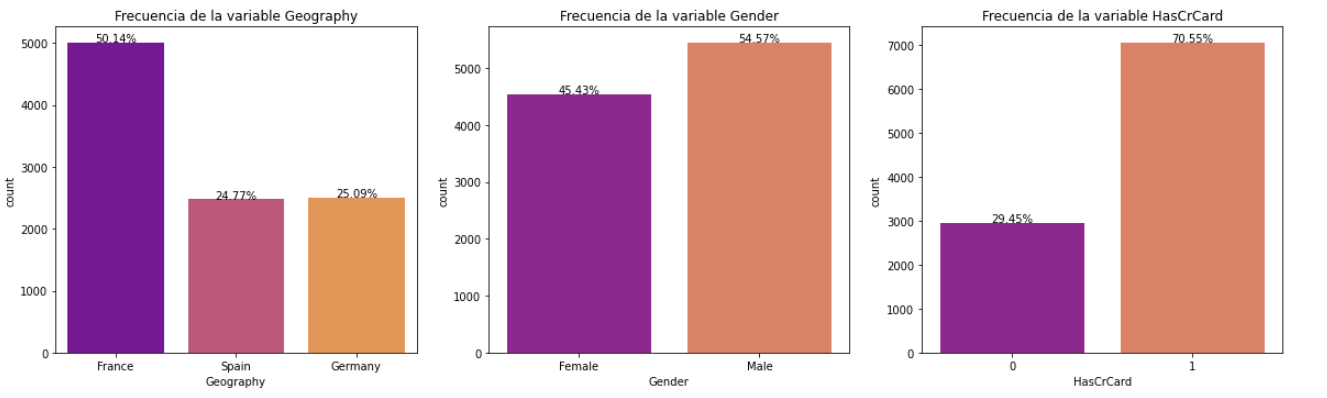 Frecuencia de la variable Geography
50.14%
24.77%
25.09%
5000
4000
3000
2000
1000
0
count
France Spain Germany
Geography
Frecuencia de la variable Gender
54.57%
45.43%
5000
4000
3000
2000
1000
0
count
Female Male
Gender
Frecuencia de la variable HasCrCard
70.55%
29.45%
7000
6000
5000
4000
3000
2000
1000
0
count
0 1
HasCrCard